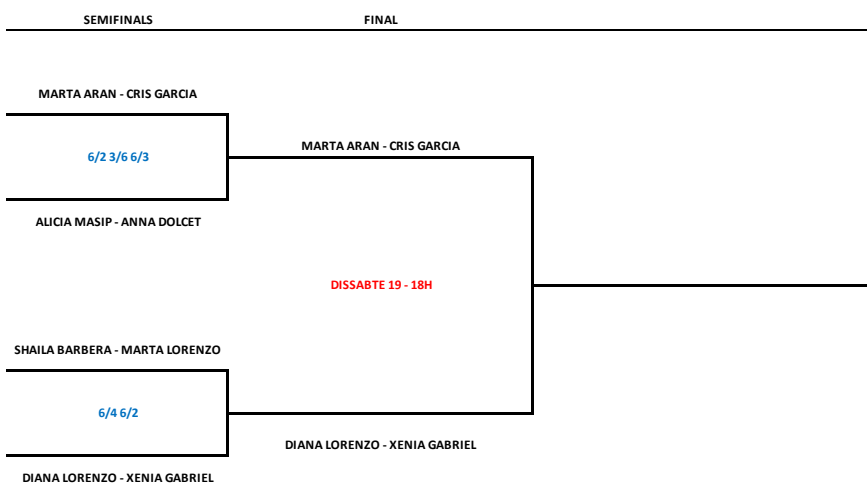 SEMIFINALS
FINAL
MARTA ARAN - CRIS GARCIA
6/2 3/6 6/3
MARTA ARAN - CRIS GARCIA
ALICIA MASIP - ANNA DOLCET
DISSABTE 19 - 18H
SHAILA BARBERA - MARTA LORENZO
6/4 6/2
DIANA LORENZO - XENIA GABRIEL
DIANA LORENZO - XENIA GABRIEL